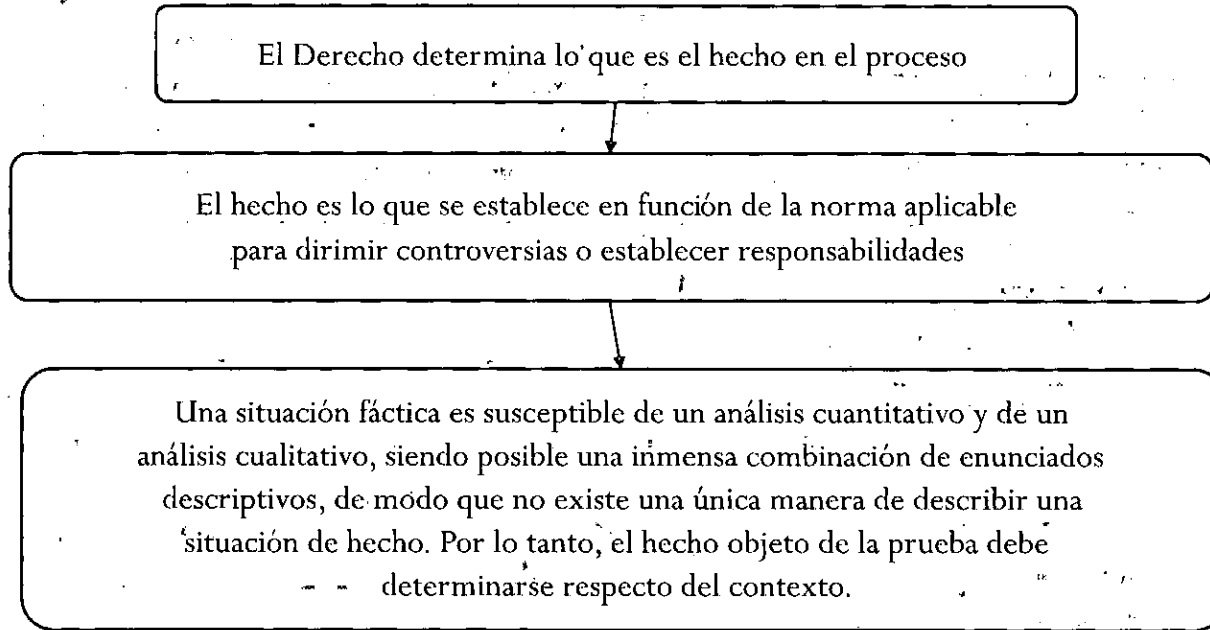 El Derecho determina lo que es el hecho en el proceso
El hecho es lo que se establece en función de la norma aplicable
para dirimir controversias o establecer responsabilidades
Una situación fáctica es susceptible de un análisis cuantitativo y de un
análisis cualitativo, siendo posible una inmensa combinación de enunciados
descriptivos, de modo que no existe una única manera de describir una
situación de hecho. Por lo tanto, el hecho objeto de la prueba debe
determinarse respecto del contexto.